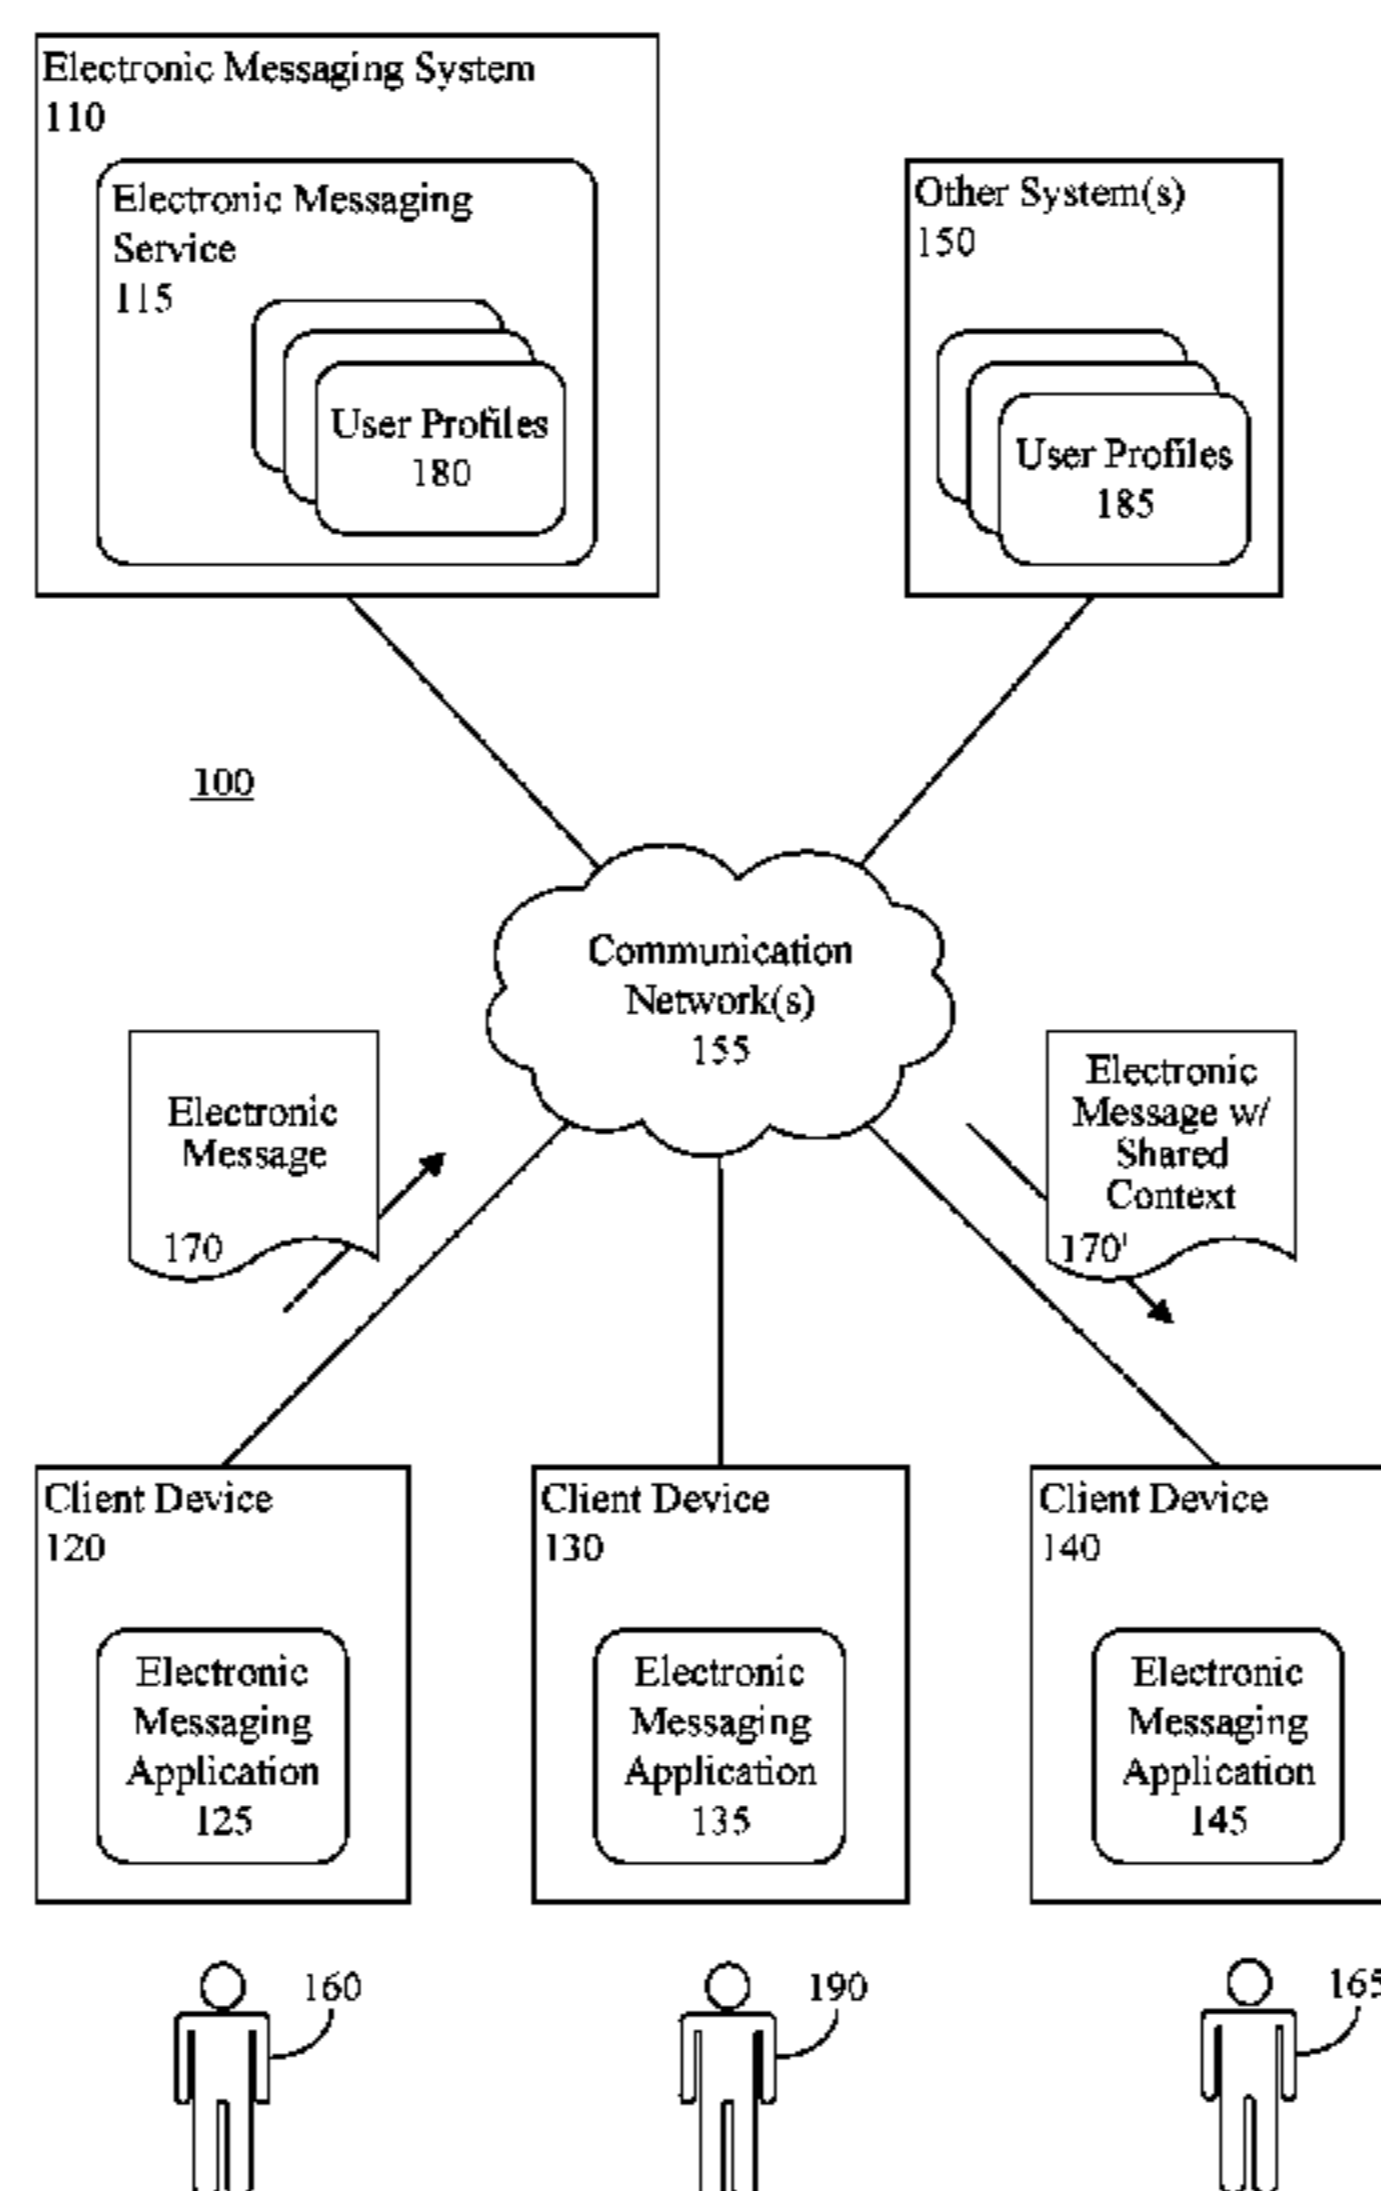 Electronic Messaging System
110
Electronic Messaging
Service
115
User Profiles
180
Other System(s)
150
User Profiles
185
100
Communication
Network(s)
155
Electronic
Message
170
Electronic
Message w/
Shared
Context
170'
Client Device
120
Electronic
Messaging
Application
125
Client Device
130
Electronic
Messaging
Application
135
Client Device
140
Electronic
Messaging
Application
145
160
190
165